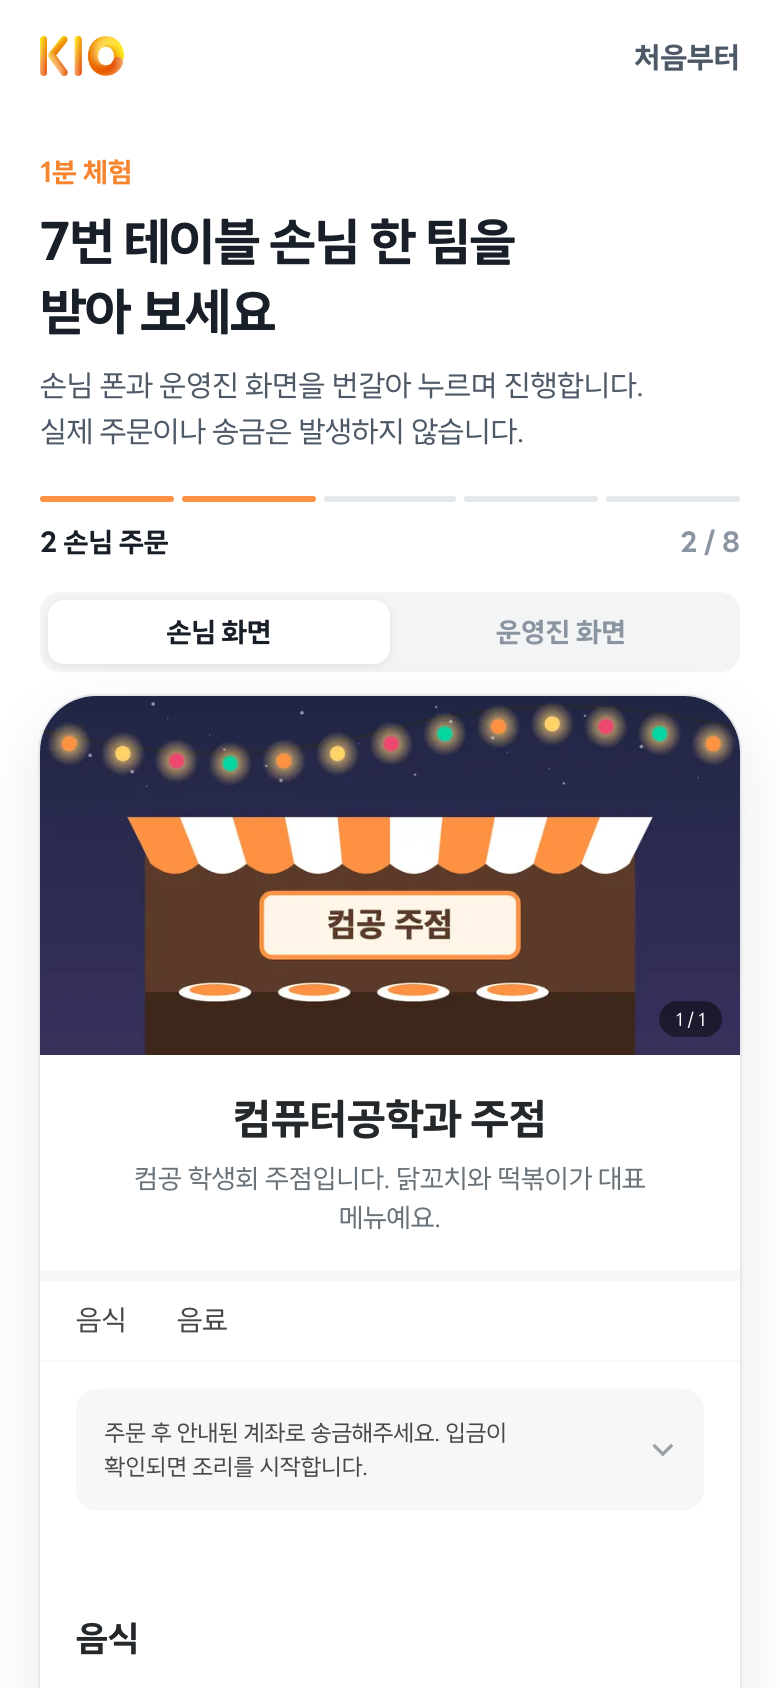 KIO
처음부터
1분 체험
7번 테이블 손님 한 팀을
받아 보세요
손님 폰과 운영진 화면을 번갈아 누르며 진행합니다.
실제 주문이나 송금은 발생하지 않습니다.
2 손님 주문
2 / 8
손님 화면
운영진 화면
컴공 주점
1 / 1
컴퓨터공학과 주점
컴공 학생회 주점입니다. 닭꼬치와 떡볶이가 대표
메뉴예요.
음식
음료
주문 후 안내된 계좌로 송금해주세요. 입금이
확인되면 조리를 시작합니다.
음식